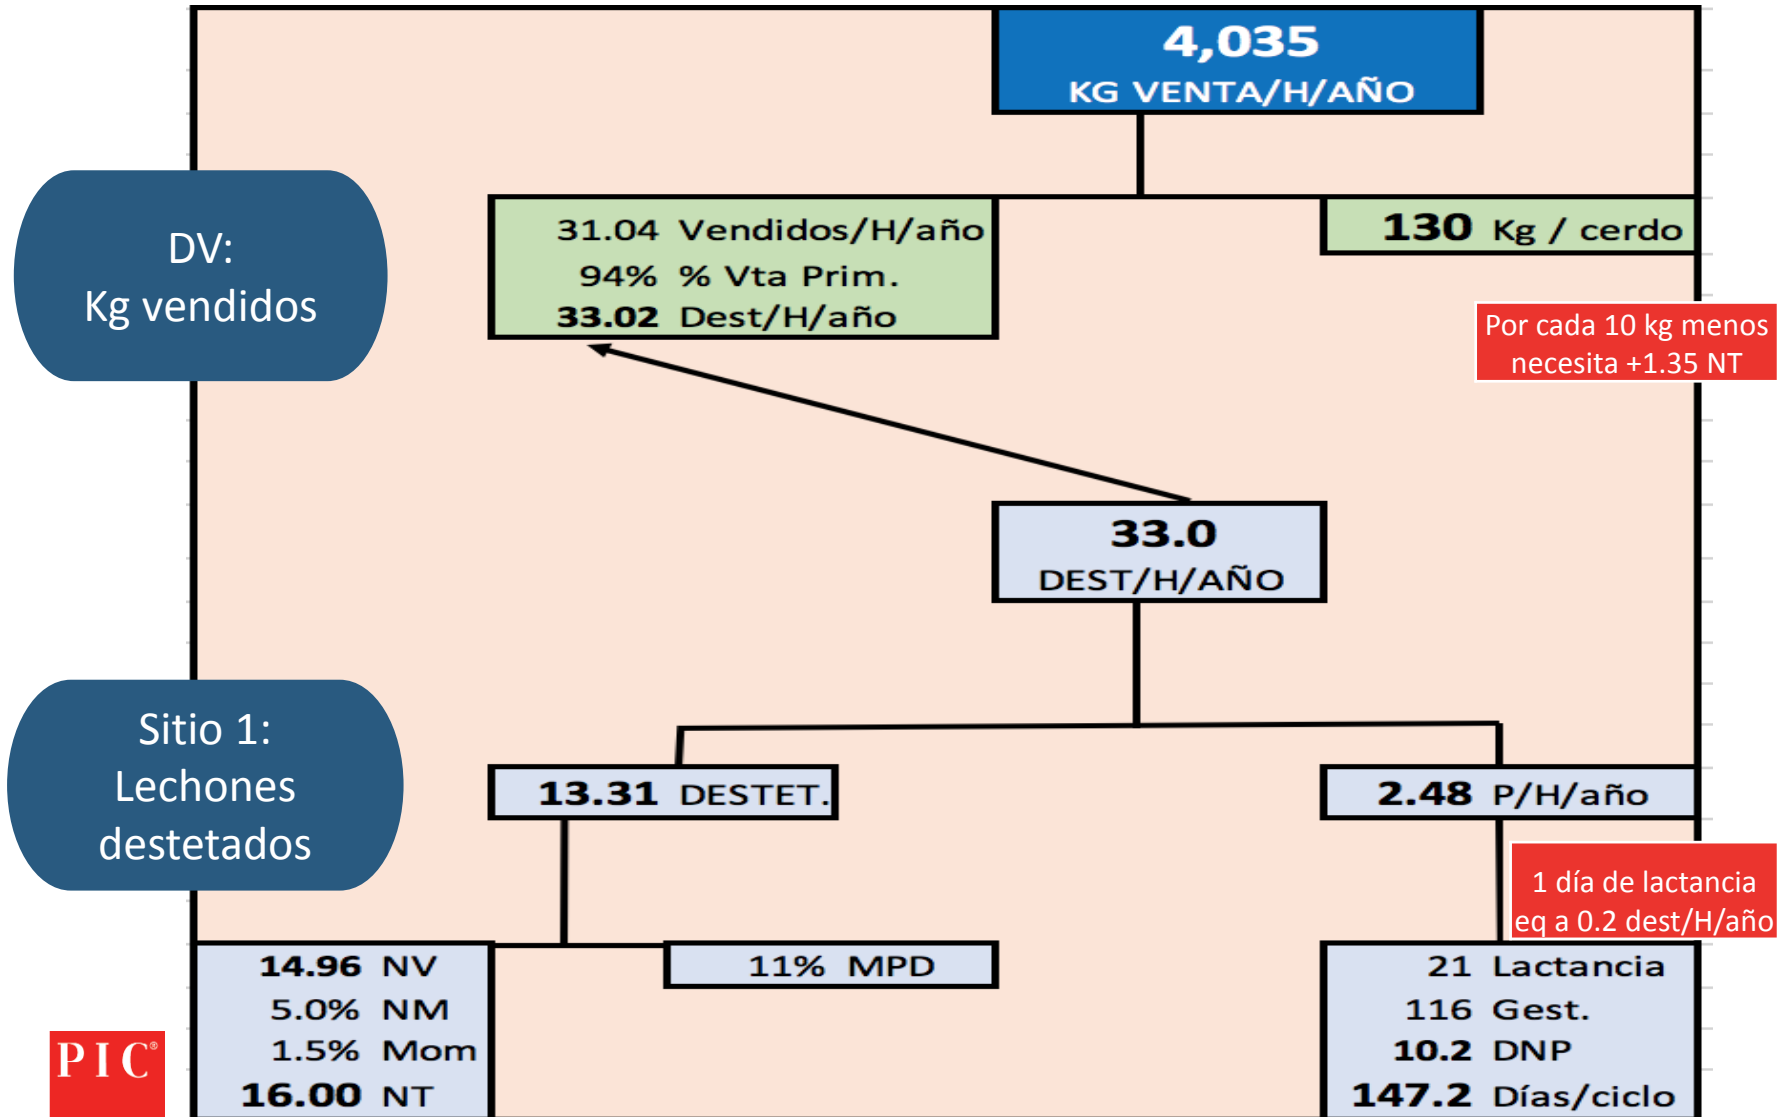 4,035
KG VENTA/H/AÑO
DV:
Kg vendidos
31.04 Vendidos/H/año
94% % Vta Prim.
33.02 Dest/H/año
130 Kg / cerdo
Por cada 10 kg menos
necesita +1.35 NT
33.0
DEST/H/AÑO
Sitio 1:
Lechones
destetados
13.31 DESTET.
2.48 P/H/año
1 día de lactancia
eq a 0.2 dest/H/año
14.96 NV
5.0% NM
1.5% Mom
16.00 NT
11% MPD
21 Lactancia
116 Gest.
10.2 DNP
147.2 Días/ciclo
PIC®